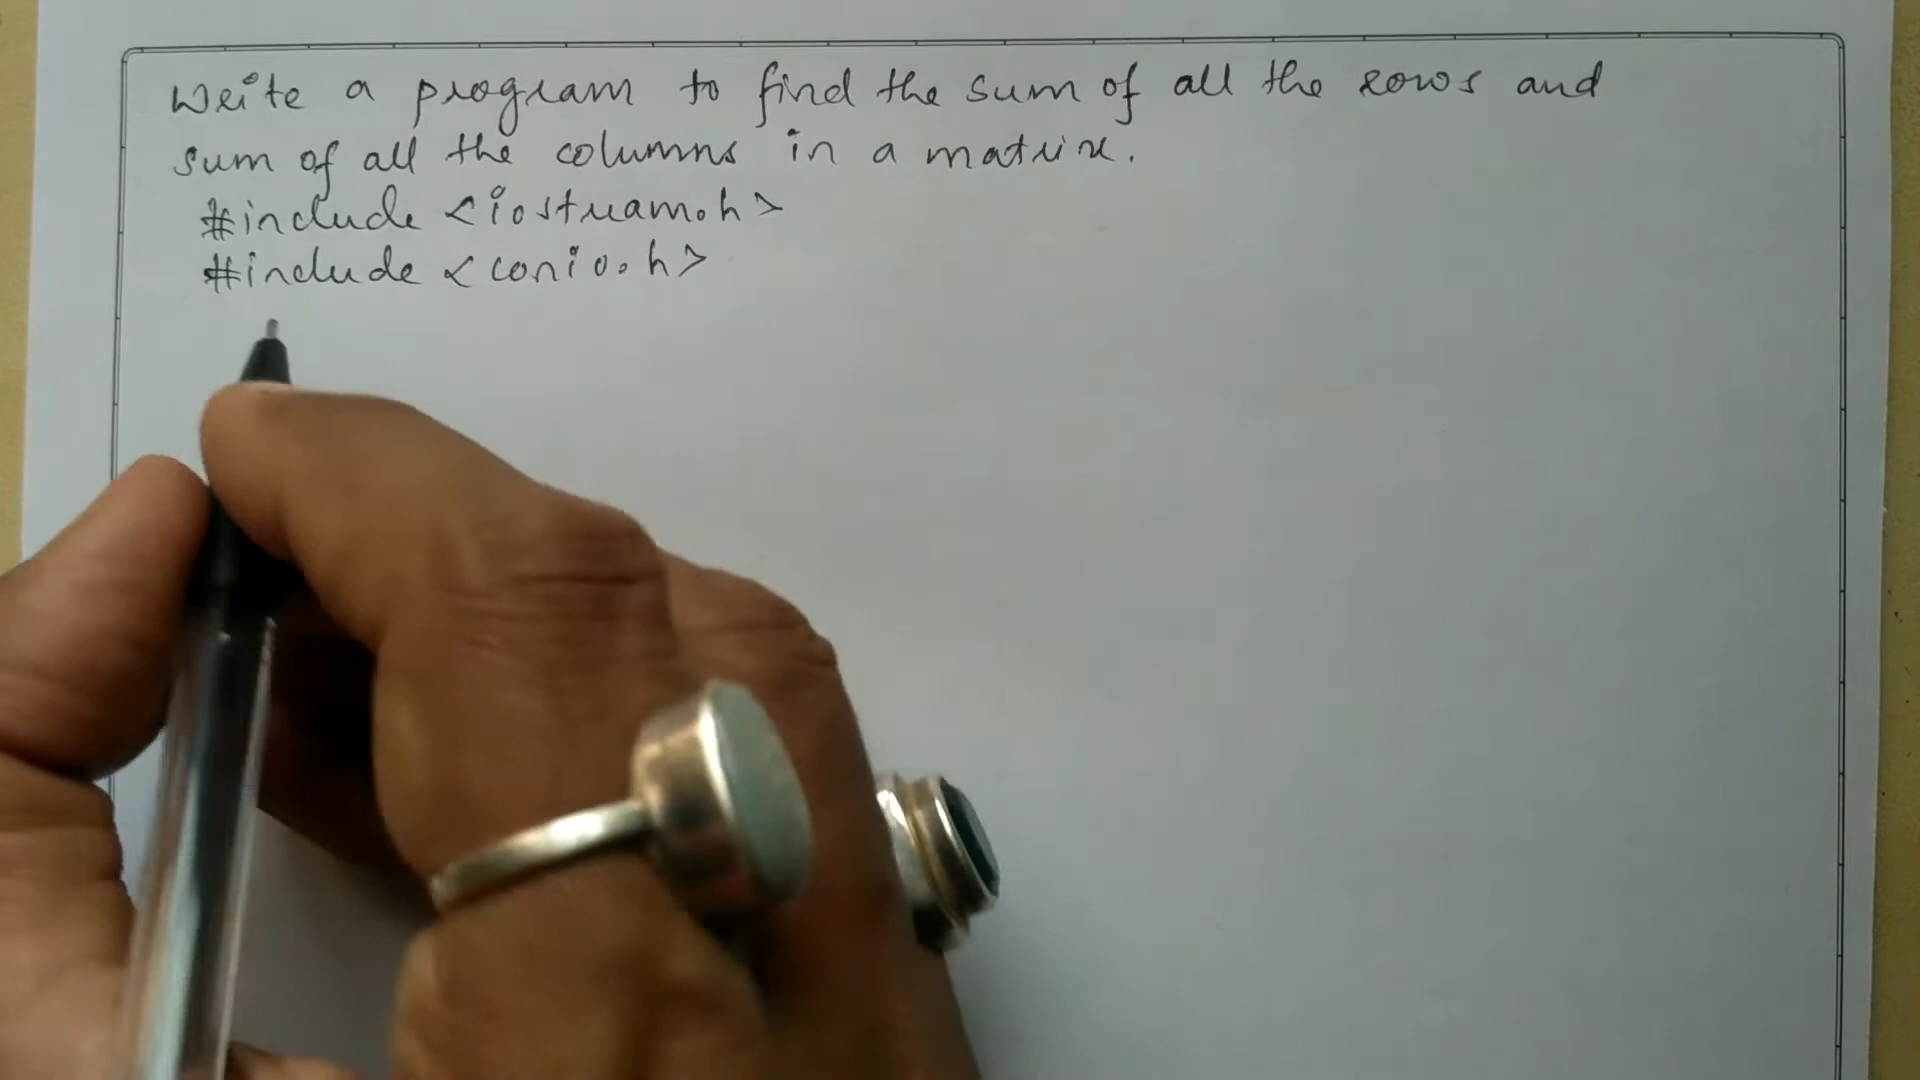 Write a program to find the sum of all the rows and
sum of all the columns in a matrix.
#include <iostream.h>
#include <conio.h>